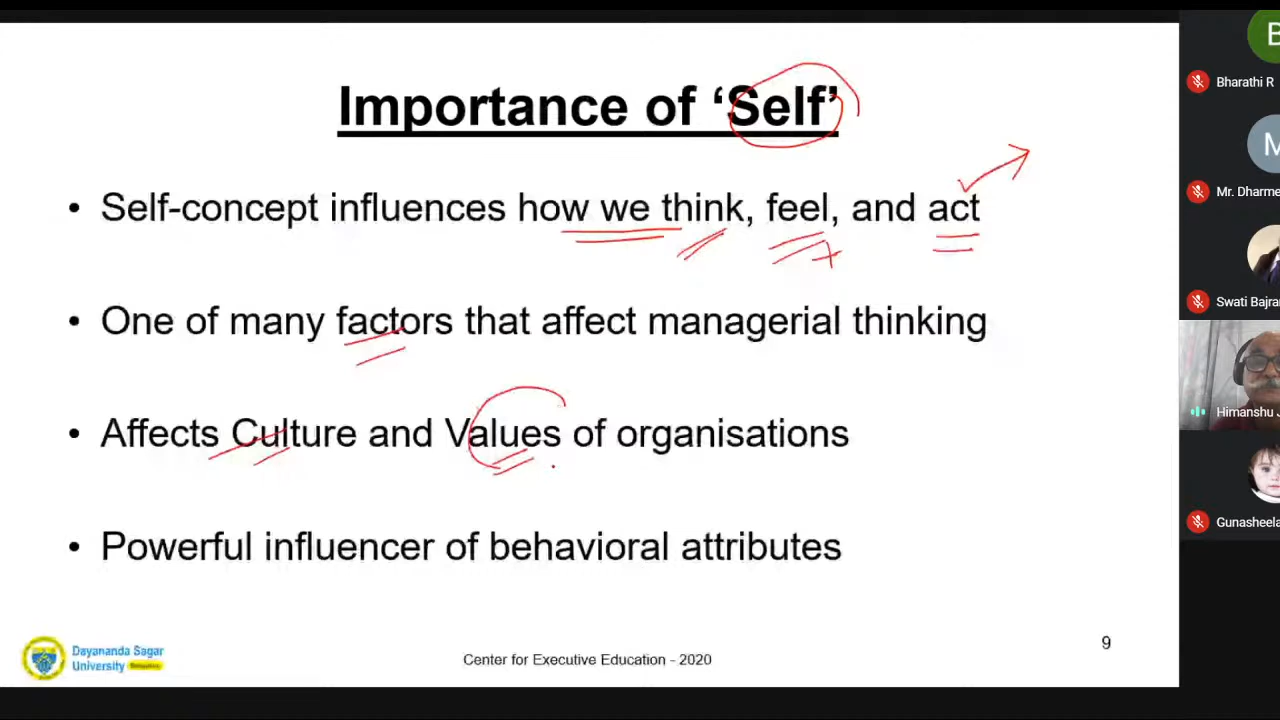 Importance of ‘Self’
• Self-concept influences how we think, feel, and act
• One of many factors that affect managerial thinking
• Affects Culture and Values of organisations
• Powerful influencer of behavioral attributes
Dayananda Sagar
University
Center for Executive Education - 2020
9
B
Bharathi R
M
Mr. Dharme
Swati Bajra
Himanshu J
Gunasheela